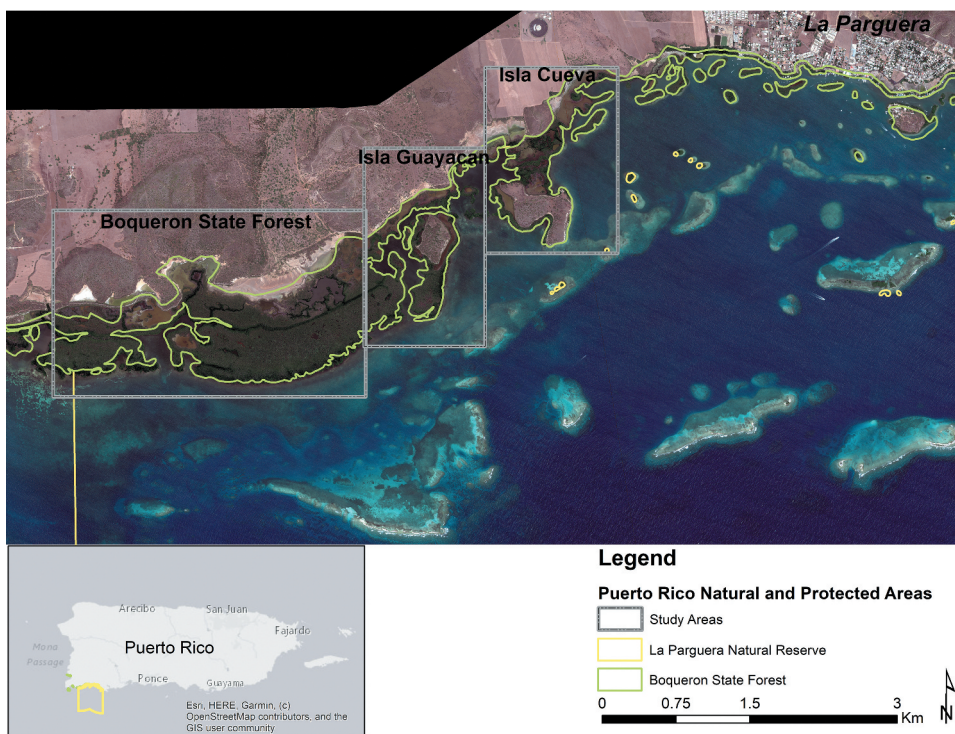 La Parguera
Isla Cueva
Isla Guayacan
Boqueron State Forest
Arecibo
San Juan
Fajardo
Mona
Passage
Puerto Rico
Ponce
Guayama
Esri, HERE, Garmin, (c)
OpenStreetMap contributors, and the
GIS user community
Legend
Puerto Rico Natural and Protected Areas
Study Areas
La Parguera Natural Reserve
Boqueron State Forest
0 0.75 1.5 3
Km
N